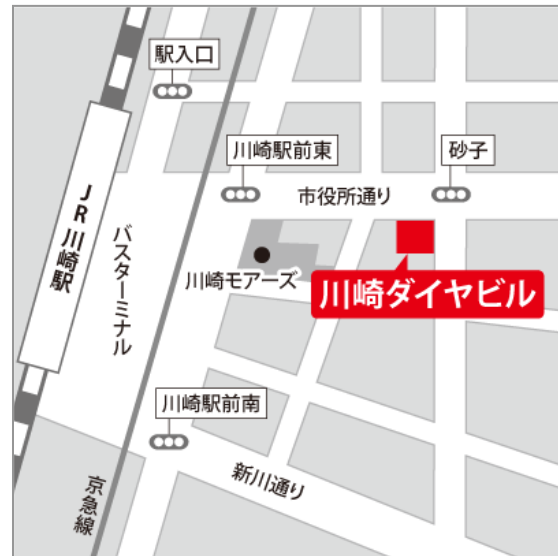 駅入口
川崎駅前東
砂子
市役所通り
JR川崎駅
バスターミナル
川崎モアーズ
川崎ダイヤビル
川崎駅前南
新川通り
京急線